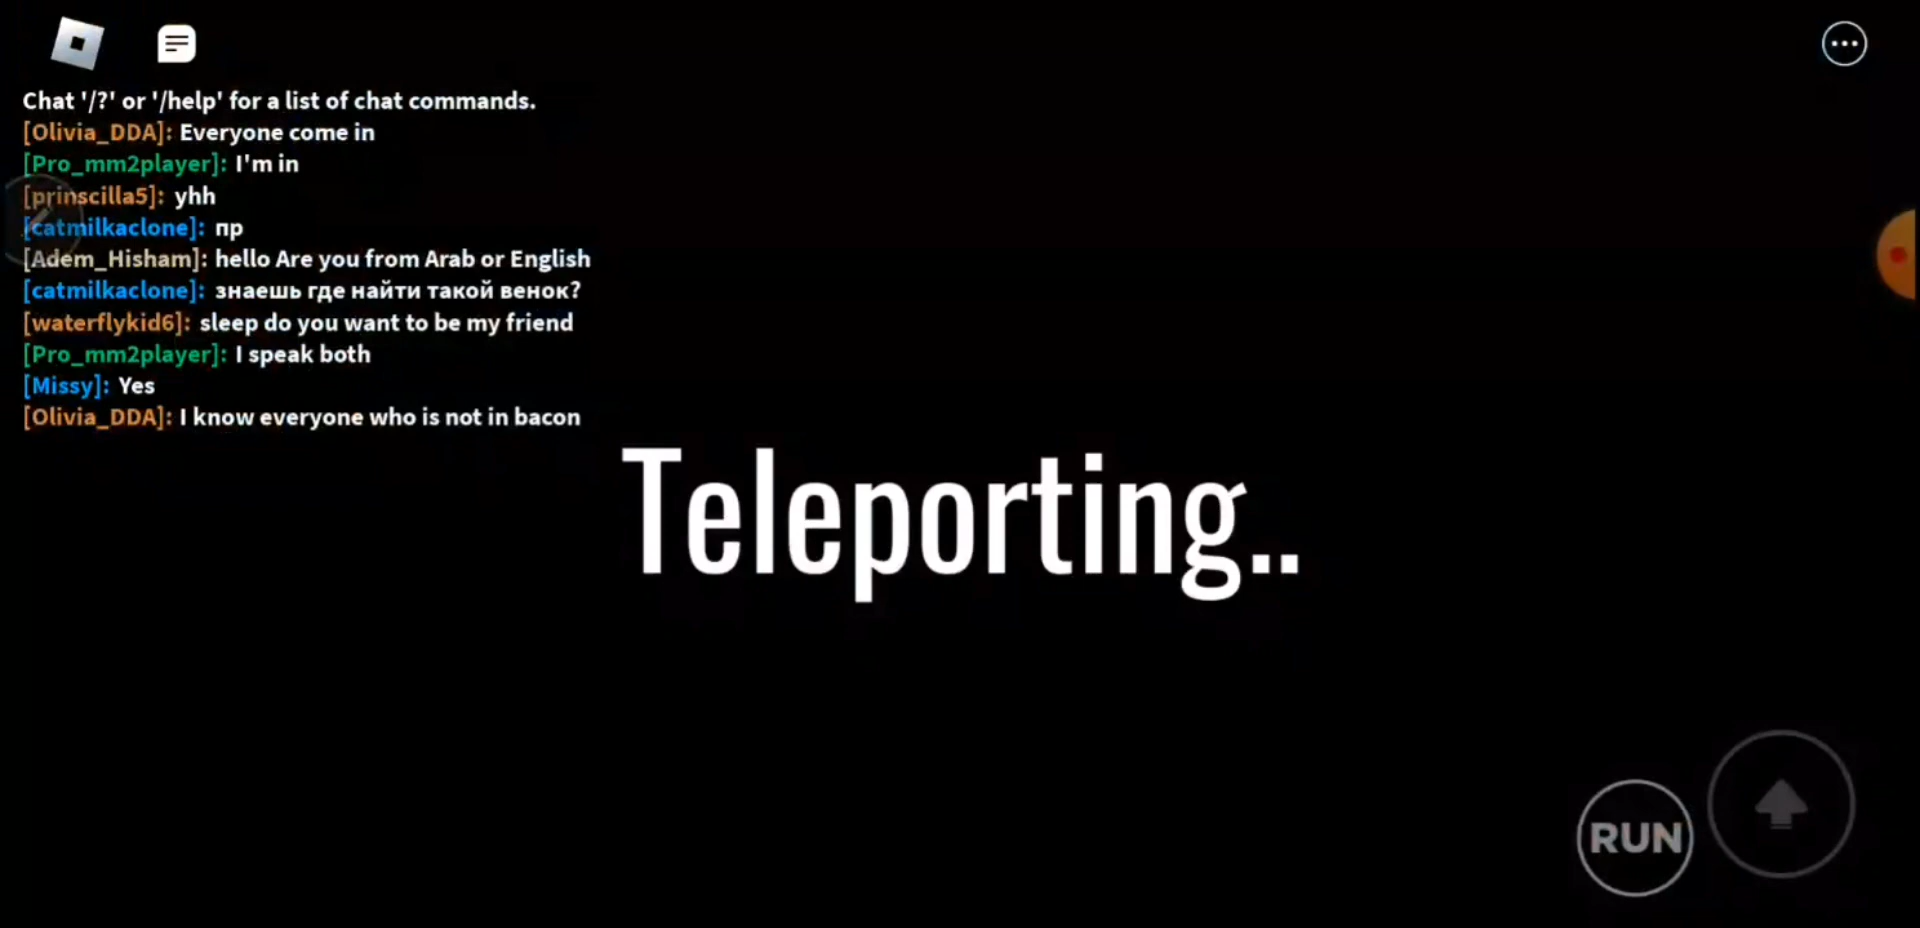 Chat '/?' or '/help' for a list of chat commands.
[Olivia_DDA]: Everyone come in
[Pro_mm2player]: I'm in
[prinscilla5]: yhh
[catmilkaclone]: пр
[Adem_Hisham]: hello Are you from Arab or English
[catmilkaclone]: знаешь где найти такой венок?
[waterflykid6]: sleep do you want to be my friend
[Pro_mm2player]: I speak both
[Missy]: Yes
[Olivia_DDA]: I know everyone who is not in bacon
Teleporting..
RUN